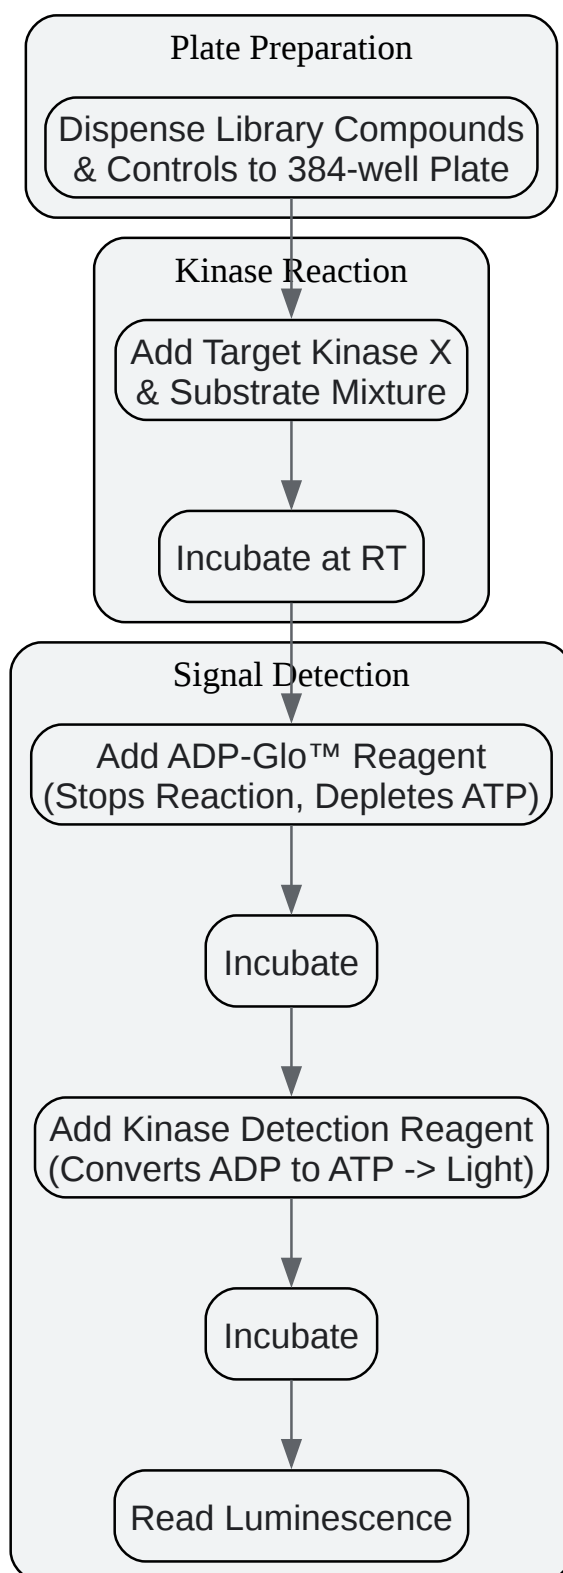 Plate Preparation
Dispense Library Compounds
& Controls to 384-well Plate
Kinase Reaction
Add Target Kinase X
& Substrate Mixture
Incubate at RT
Signal Detection
Add ADP-Glo™ Reagent
(Stops Reaction, Depletes ATP)
Incubate
Add Kinase Detection Reagent
(Converts ADP to ATP -> Light)
Incubate
Read Luminescence